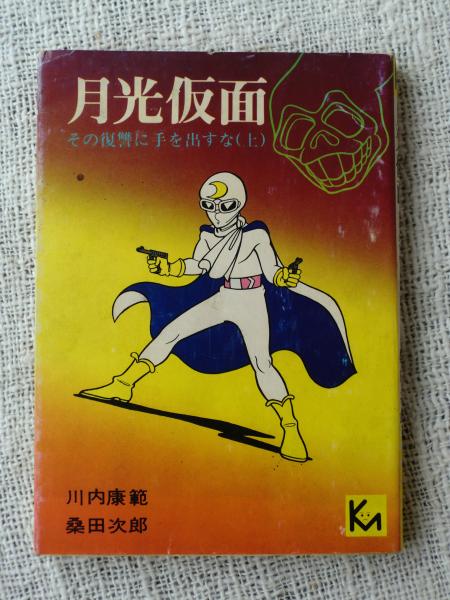 月光仮面
その復讐に手を出すな(上)
川内康範
桑田次郎